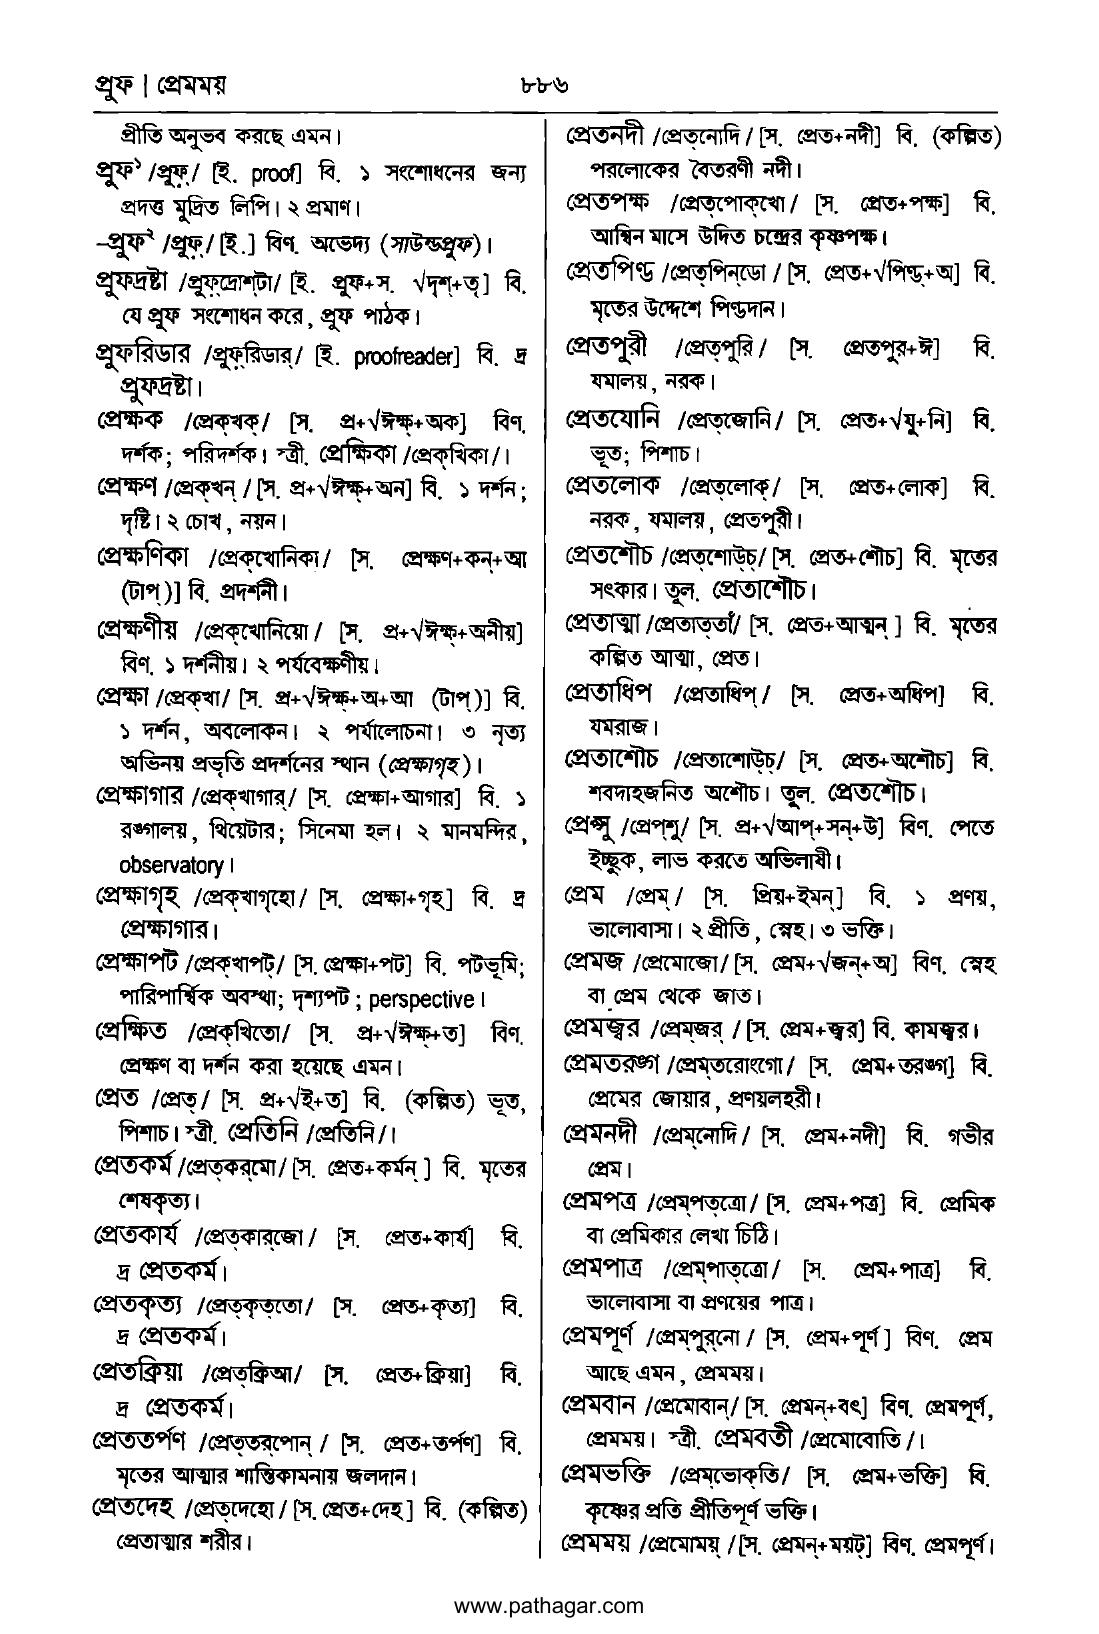 প্রুফ | প্রেমময়
৮৮৬
প্রীতি অনুভব করছে এমন।
প্রুফ১ /প্রুফ্/ [ই. proof] বি. ১ সংশোধনের জন্য
প্রদত্ত মুদ্রিত লিপি। ২ প্রমাণ।
–প্রুফ২ /প্রুফ্/ [ই.] বিণ. অভেদ্য (সাউন্ডপ্রুফ)।
প্রুফদ্রষ্টা /প্রুফ্‌দ্রোশ্‌টা/ [ই. প্রুফ+স. √দৃশ্+তৃ] বি.
যে প্রুফ সংশোধন করে, প্রুফ পাঠক।
প্রুফরিডার /প্রুফ্‌রিডার্/ [ই. proofreader] বি. দ্র
প্রুফদ্রষ্টা।
প্রেক্ষক /প্রেক্‌খক্/ [স. প্র+√ঈক্ষ্+অক] বিণ.
দর্শক; পরিদর্শক। স্ত্রী. প্রেক্ষিকা /প্রেক্‌খিকা/।
প্রেক্ষণ /প্রেক্‌খন্ / [স. প্র+√ঈক্ষ্+অন] বি. ১ দর্শন;
দৃষ্টি। ২ চোখ, নয়ন।
প্রেক্ষণিকা /প্রেক্‌খোনিকা/ [স. প্রেক্ষণ+কন্+আ
(টাপ্)] বি. প্রদর্শনী।
প্রেক্ষণীয় /প্রেক্‌খোনিয়ো/ [স. প্র+√ঈক্ষ্+অনীয়]
বিণ. ১ দর্শনীয়। ২ পর্যবেক্ষণীয়।
প্রেক্ষা /প্রেক্‌খা/ [স. প্র+√ঈক্ষ্+অ+আ (টাপ্)] বি.
১ দর্শন, অবলোকন। ২ পর্যালোচনা। ৩ নৃত্য
অভিনয় প্রভৃতি প্রদর্শনের স্থান (প্রেক্ষাগৃহ)।
প্রেক্ষাগার /প্রেক্‌খাগার্/ [স. প্রেক্ষা+আগার] বি. ১
রঙ্গালয়, থিয়েটার; সিনেমা হল। ২ মানমন্দির,
observatory।
প্রেক্ষাগৃহ /প্রেক্‌খাগৃহো/ [স. প্রেক্ষা+গৃহ] বি. দ্র
প্রেক্ষাগার।
প্রেক্ষাপট /প্রেক্‌খাপট্/ [স. প্রেক্ষা+পট] বি. পটভূমি;
পারিপার্শ্বিক অবস্থা; দৃশ্যপট; perspective।
প্রেক্ষিত /প্রেক্‌খিতো/ [স. প্র+√ঈক্ষ্+ত] বিণ.
প্রেক্ষণ বা দর্শন করা হয়েছে এমন।
প্রেত /প্রেত্/ [স. প্র+√ই+ত] বি. (কল্পিত) ভূত,
পিশাচ। স্ত্রী. প্রেতিনি /প্রেতিনি/।
প্রেতকর্ম /প্রেত্‌কর্‌মো/ [স. প্রেত+কর্মন্ ] বি. মৃতের
শেষকৃত্য।
প্রেতকার্য /প্রেত্‌কার্‌জো/ [স. প্রেত+কার্য] বি.
দ্র প্রেতকর্ম।
প্রেতকৃত্য /প্রেত্‌কৃত্‌তো/ [স. প্রেত+কৃত্য] বি.
দ্র প্রেতকর্ম।
প্রেতক্রিয়া /প্রেত্‌ক্রিআ/ [স. প্রেত+ক্রিয়া] বি.
দ্র প্রেতকর্ম।
প্রেততর্পণ /প্রেত্‌তর্‌পোন্ / [স. প্রেত+তর্পণ] বি.
মৃতের আত্মার শান্তিকামনায় জলদান।
প্রেতদেহ /প্রেত্‌দেহো/ [স. প্রেত+দেহ] বি. (কল্পিত)
প্রেতাত্মার শরীর।
প্রেতনদী /প্রেত্‌নোদি/ [স. প্রেত+নদী] বি. (কল্পিত)
পরলোকের বৈতরণী নদী।
প্রেতপক্ষ /প্রেত্‌পোক্‌খো/ [স. প্রেত+পক্ষ] বি.
আশ্বিন মাসে উদিত চন্দ্রের কৃষ্ণপক্ষ।
প্রেতপিণ্ড /প্রেত্‌পিন্‌ডো/ [স. প্রেত+√পিণ্ড্+অ] বি.
মৃতের উদ্দেশে পিণ্ডদান।
প্রেতপুরী /প্রেত্‌পুরি/ [স. প্রেতপুর+ঈ] বি.
যমালয়, নরক।
প্রেতযোনি /প্রেত্‌জোনি/ [স. প্রেত+√যু+নি] বি.
ভূত; পিশাচ।
প্রেতলোক /প্রেত্‌লোক্/ [স. প্রেত+লোক] বি.
নরক, যমালয়, প্রেতপুরী।
প্রেতশৌচ /প্রেত্‌শোউ্‌চ্/ [স. প্রেত+শৌচ] বি. মৃতের
সৎকার। তুল. প্রেতাশৌচ।
প্রেতাত্মা /প্রেতাত্‌তাঁ/ [স. প্রেত+আত্মন্ ] বি. মৃতের
কল্পিত আত্মা, প্রেত।
প্রেতাধিপ /প্রেতাধিপ্/ [স. প্রেত+অধিপ] বি.
যমরাজ।
প্রেতাশৌচ /প্রেতাশোউ্‌চ্/ [স. প্রেত+অশৌচ] বি.
শবদাহজনিত অশৌচ। তুল. প্রেতশৌচ।
প্রেপ্সু /প্রেপ্‌শু/ [স. প্র+√আপ্+সন্+উ] বিণ. পেতে
ইচ্ছুক, লাভ করতে অভিলাষী।
প্রেম /প্রেম্/ [স. প্রিয়+ইমন্] বি. ১ প্রণয়,
ভালোবাসা। ২ প্রীতি, স্নেহ। ৩ ভক্তি।
প্রেমজ /প্রেমোজো/ [স. প্রেম+√জন্+অ] বিণ. স্নেহ
বা প্রেম থেকে জাত।
প্রেমজ্বর /প্রেম্‌জর্ / [স. প্রেম+জ্বর] বি. কামজ্বর।
প্রেমতরঙ্গ /প্রেম্‌তরোংগো/ [স. প্রেম+তরঙ্গ] বি.
প্রেমের জোয়ার, প্রণয়লহরী।
প্রেমনদী /প্রেম্‌নোদি/ [স. প্রেম+নদী] বি. গভীর
প্রেম।
প্রেমপত্র /প্রেম্‌পত্‌ত্রো/ [স. প্রেম+পত্র] বি. প্রেমিক
বা প্রেমিকার লেখা চিঠি।
প্রেমপাত্র /প্রেম্‌পাত্‌ত্রো/ [স. প্রেম+পাত্র] বি.
ভালোবাসা বা প্রণয়ের পাত্র।
প্রেমপূর্ণ /প্রেম্‌পুর্‌নো/ [স. প্রেম+পূর্ণ] বিণ. প্রেম
আছে এমন, প্রেমময়।
প্রেমবান /প্রেমোবান্/ [স. প্রেমন্+বৎ] বিণ. প্রেমপূর্ণ,
প্রেমময়। স্ত্রী. প্রেমবতী /প্রেমোবোতি/।
প্রেমভক্তি /প্রেম্‌ভোক্‌তি/ [স. প্রেম+ভক্তি] বি.
কৃষ্ণের প্রতি প্রীতিপূর্ণ ভক্তি।
প্রেমময় /প্রেমোময়্ / [স. প্রেমন্+ময়ট্] বিণ. প্রেমপূর্ণ।
www.pathagar.com